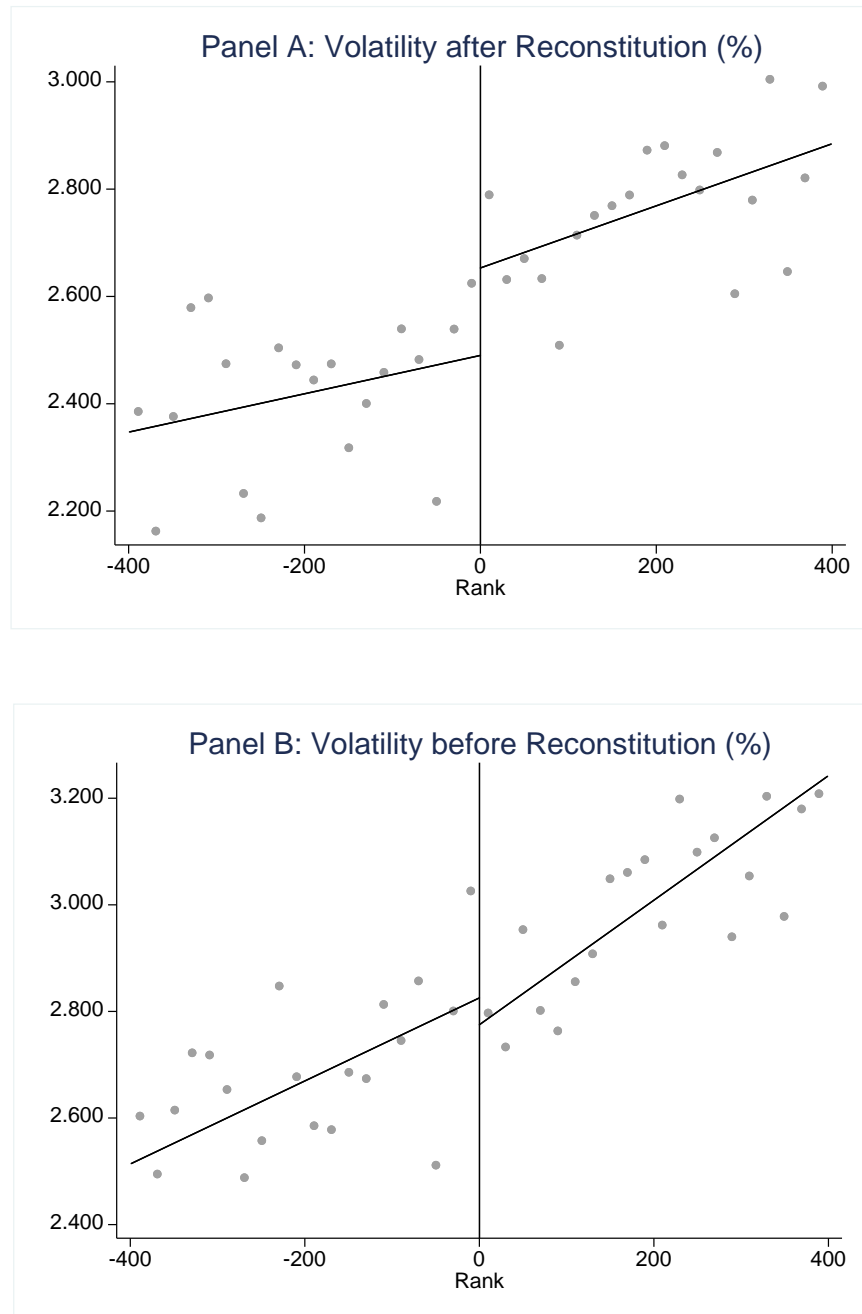 Panel A: Volatility after Reconstitution (%)
3.000
2.800
2.600
2.400
2.200
-400 -200 0 200 400
Rank
Panel B: Volatility before Reconstitution (%)
3.200
3.000
2.800
2.600
2.400
-400 -200 0 200 400
Rank